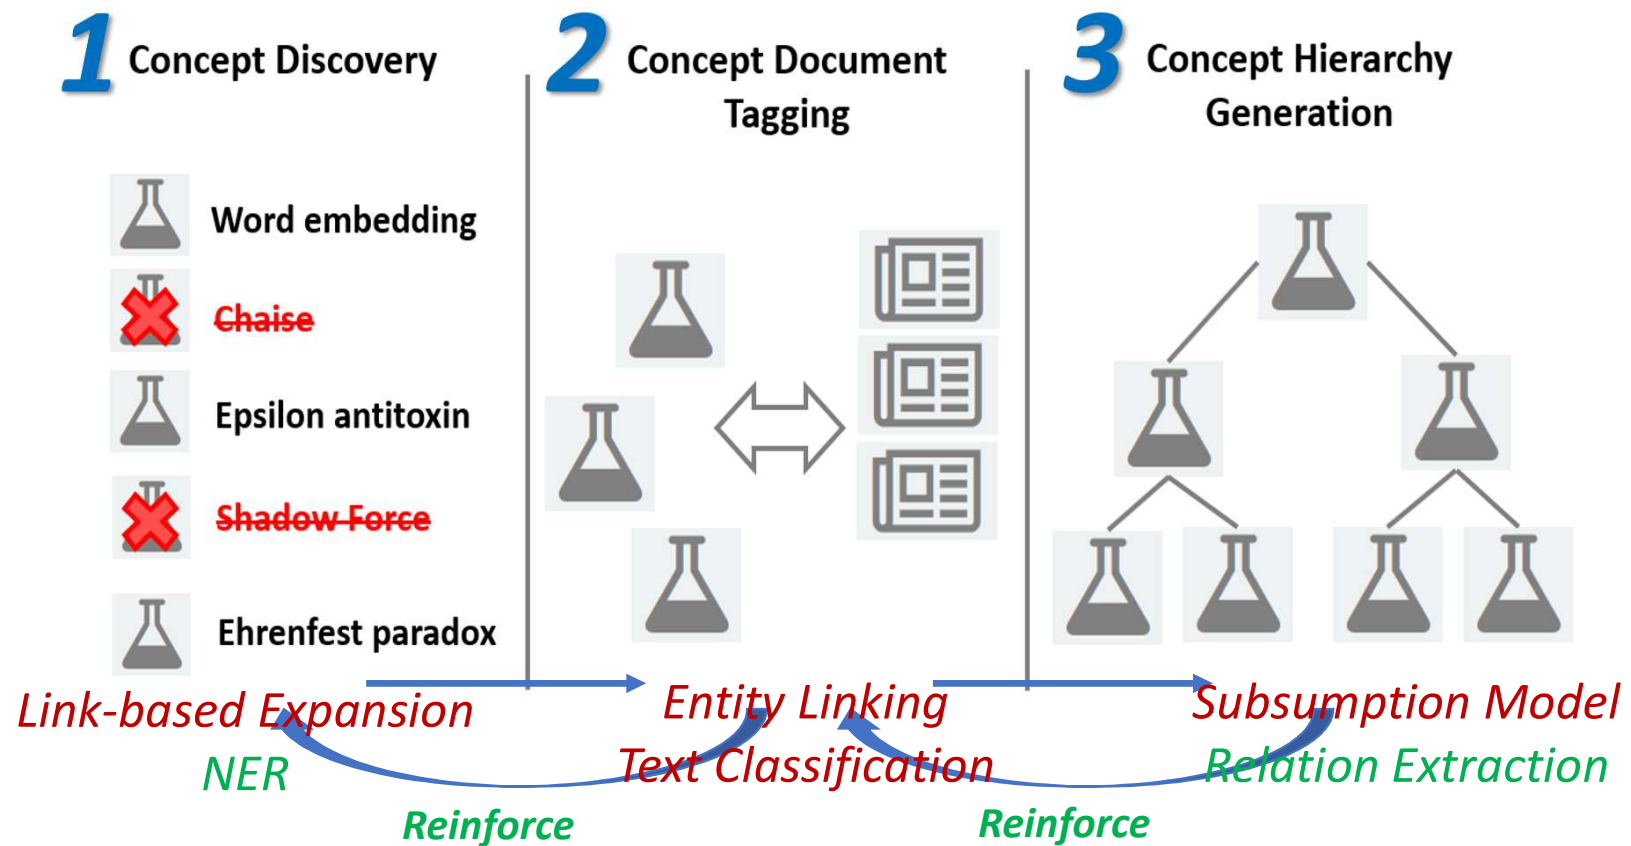 1 Concept Discovery
Word embedding
Chaise
Epsilon antitoxin
Shadow Force
Ehrenfest paradox
2 Concept Document
Tagging
3 Concept Hierarchy
Generation
Link-based Expansion
NER
Entity Linking
Text Classification
Subsumption Model
Relation Extraction
Reinforce
Reinforce